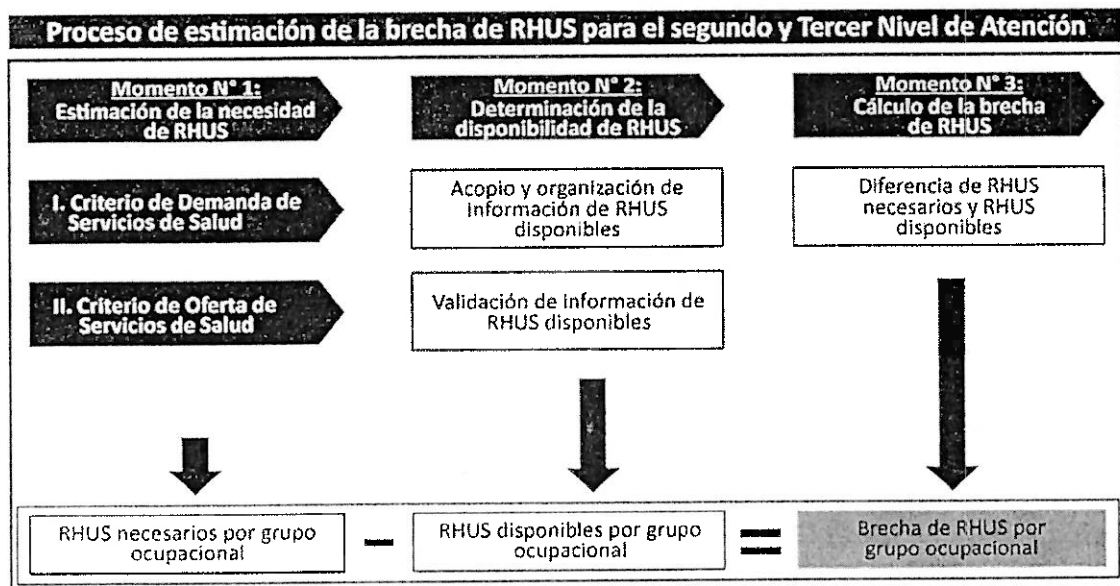 Proceso de estimación de la brecha de RHUS para el segundo y Tercer Nivel de Atención
Momento N° 1:
Estimación de la necesidad
de RHUS
I. Criterio de Demanda de
Servicios de Salud
II. Criterio de Oferta de
Servicios de Salud
Momento N° 2:
Determinación de la
disponibilidad de RHUS
Acopio y organización de
información de RHUS
disponibles
Validación de información de
RHUS disponibles
Momento N° 3:
Cálculo de la brecha
de RHUS
Diferencia de RHUS
necesarios y RHUS
disponibles
RHUS necesarios por grupo
ocupacional
−
RHUS disponibles por grupo
ocupacional
=
Brecha de RHUS por
grupo ocupacional